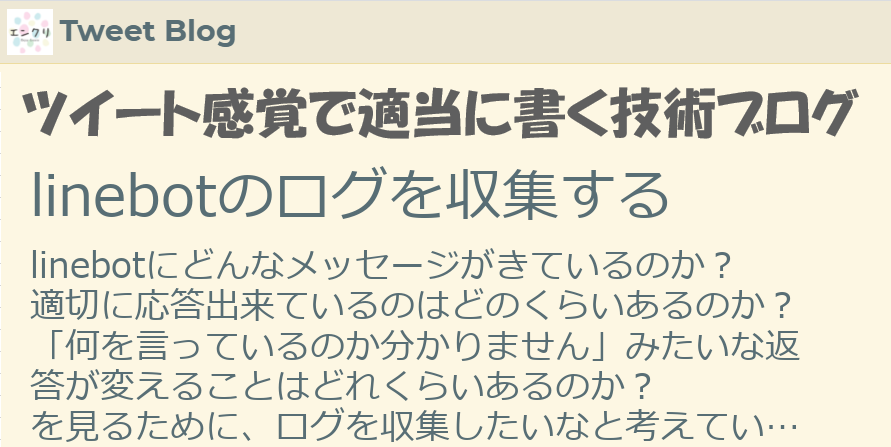 エンクリ
Tweet Blog
ツイート感覚で適当に書く技術ブログ
linebotのログを収集する
linebotにどんなメッセージがきているのか？
適切に応答出来ているのはどのくらいあるのか？
「何を言っているのか分かりません」みたいな返
答が変えることはどれくらいあるのか？
を見るために、ログを収集したいなと考えてい…